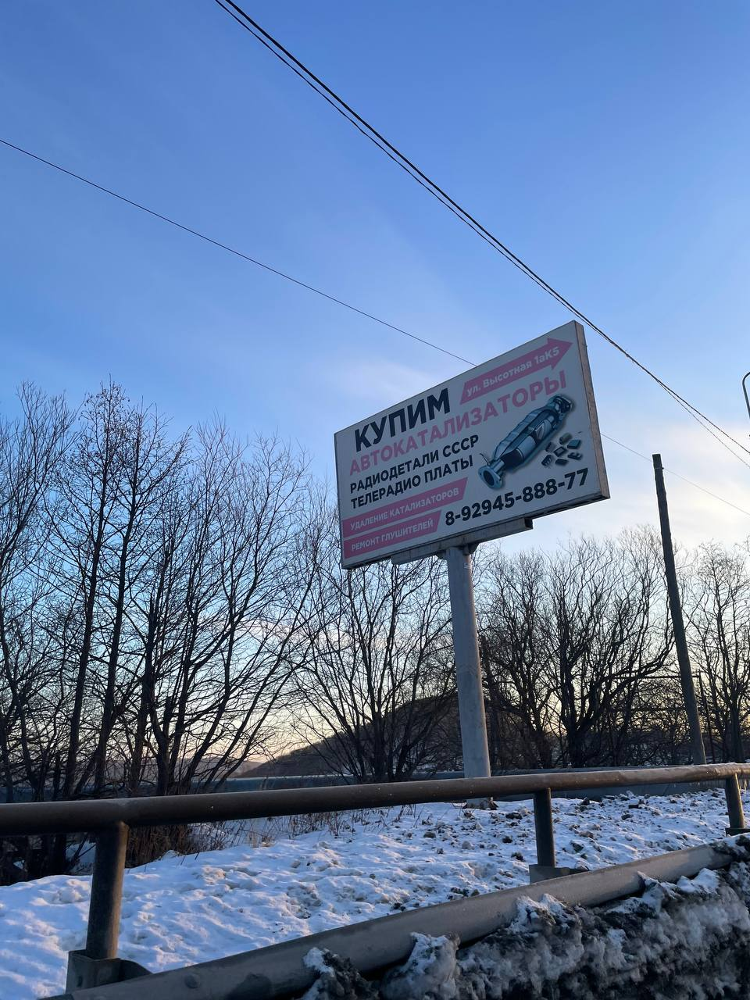 ул. Высотная 1аК5
КУПИМ
АВТОКАТАЛИЗАТОРЫ
РАДИОДЕТАЛИ СССР
ТЕЛЕРАДИО ПЛАТЫ
УДАЛЕНИЕ КАТАЛИЗАТОРОВ
РЕМОНТ ГЛУШИТЕЛЕЙ
8-92945-888-77